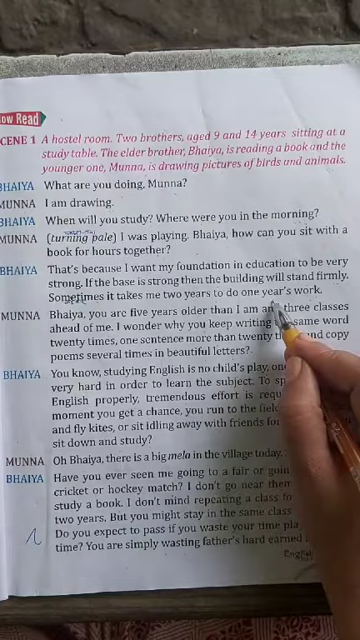 ow Read
CENE 1 A hostel room. Two brothers, aged 9 and 14 years sitting at a
study table. The elder brother, Bhaiya, is reading a book and the
younger one, Munna, is drawing pictures of birds and animals.
BHAIYA What are you doing, Munna?
MUNNA I am drawing.
BHAIYA When will you study? Where were you in the morning?
MUNNA (turning pale) I was playing. Bhaiya, how can you sit with a
book for hours together?
BHAIYA That's because I want my foundation in education to be very
strong. If the base is strong then the building will stand firmly.
Sometimes it takes me two years to do one year's work.
MUNNA Bhaiya, you are five years older than I am an three classes
ahead of me. I wonder why you keep writing same word
twenty times, one sentence more than twenty nd copy
poems several times in beautiful letters?
BHAIYA You know, studying English is no child's play, one
very hard in order to learn the subject. To sp
English properly, tremendous effort is requ
moment you get a chance, you run to the field
and fly kites, or sit idling away with friends for
sit down and study?
MUNNA Oh Bhaiya, there is a big mela in the village today.
BHAIYA Have you ever seen me going to a fair or goin
cricket or hockey match? I don't go near them
study a book. I don't mind repeating a class fo
two years. But you might stay in the same class
Do you expect to pass if you waste your time pla
time? You are simply wasting father's hard earned
English